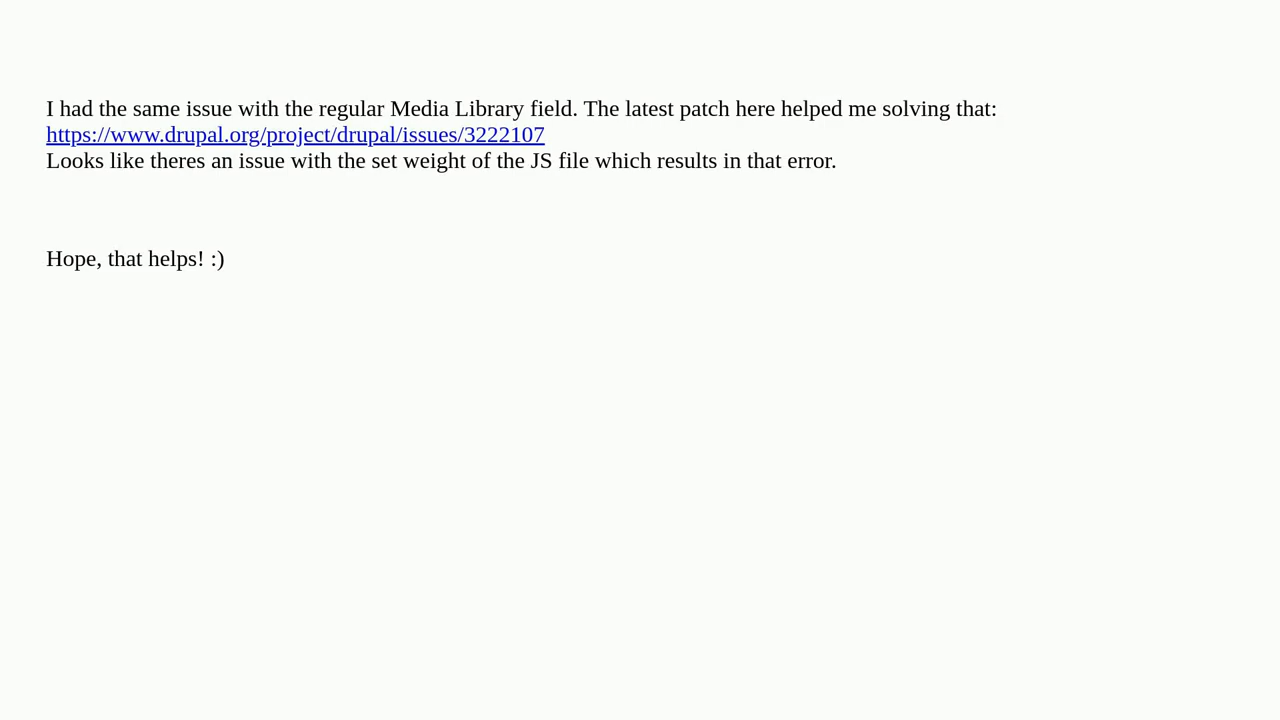 I had the same issue with the regular Media Library field. The latest patch here helped me solving that:
https://www.drupal.org/project/drupal/issues/3222107
Looks like theres an issue with the set weight of the JS file which results in that error.
Hope, that helps! :)